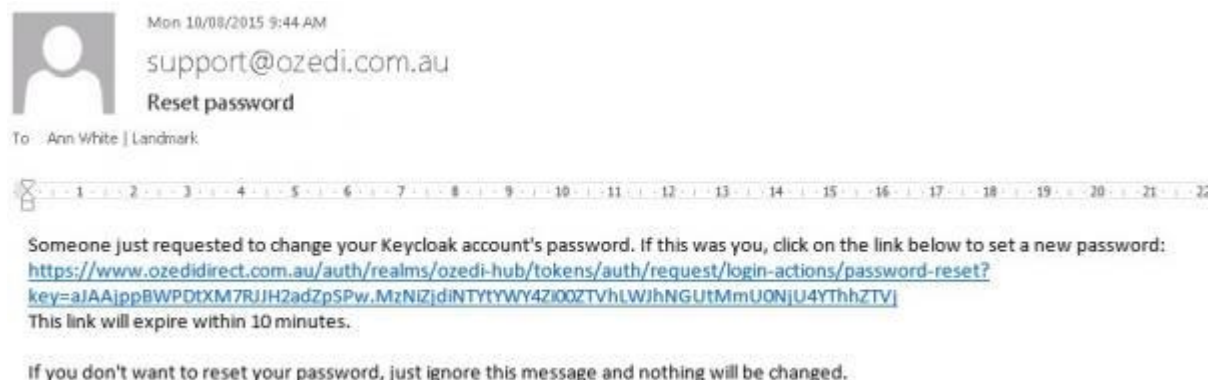 Mon 10/08/2015 9:44 AM
support@ozedi.com.au
Reset password
To Ann White | Landmark
1 2 3 4 5 6 7 8 9 10 11 12 13 14 15 16 17 18 19 20 21 22
Someone just requested to change your Keycloak account's password. If this was you, click on the link below to set a new password:
https://www.ozedidirect.com.au/auth/realms/ozedi-hub/tokens/auth/request/login-actions/password-reset?
key=aJAAjppBWPDtXM7RJJH2adZpSPw.MzNiZjdiNTYtYWY4Zi00ZTVhLWJhNGUtMmU0NjU4YThhZTVj
This link will expire within 10 minutes.
If you don't want to reset your password, just ignore this message and nothing will be changed.